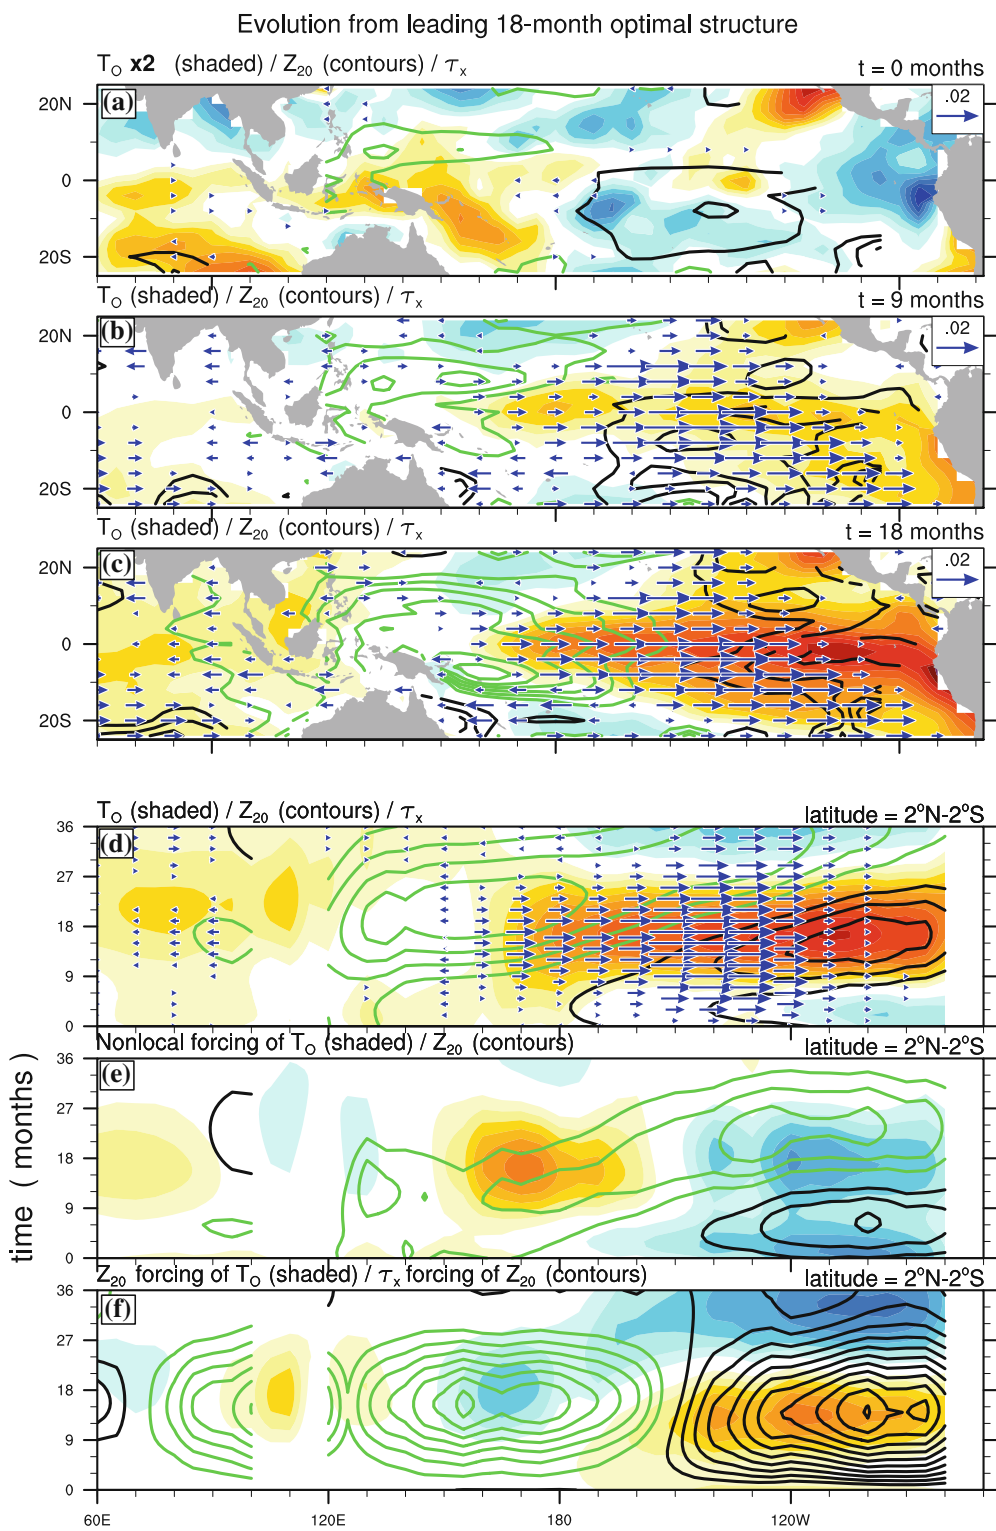 Evolution from leading 18-month optimal structure
T_O x2 (shaded) / Z_20 (contours) / τ_x t = 0 months
(a)
.02
20N
0
20S
T_O (shaded) / Z_20 (contours) / τ_x t = 9 months
(b)
.02
20N
0
20S
T_O (shaded) / Z_20 (contours) / τ_x t = 18 months
(c)
.02
20N
0
20S
T_O (shaded) / Z_20 (contours) / τ_x latitude = 2°N-2°S
(d)
36
27
18
9
0
Nonlocal forcing of T_O (shaded) / Z_20 (contours) latitude = 2°N-2°S
(e)
36
27
18
9
0
time ( months )
Z_20 forcing of T_O (shaded) / τ_x forcing of Z_20 (contours) latitude = 2°N-2°S
(f)
36
27
18
9
0
60E 120E 180 120W